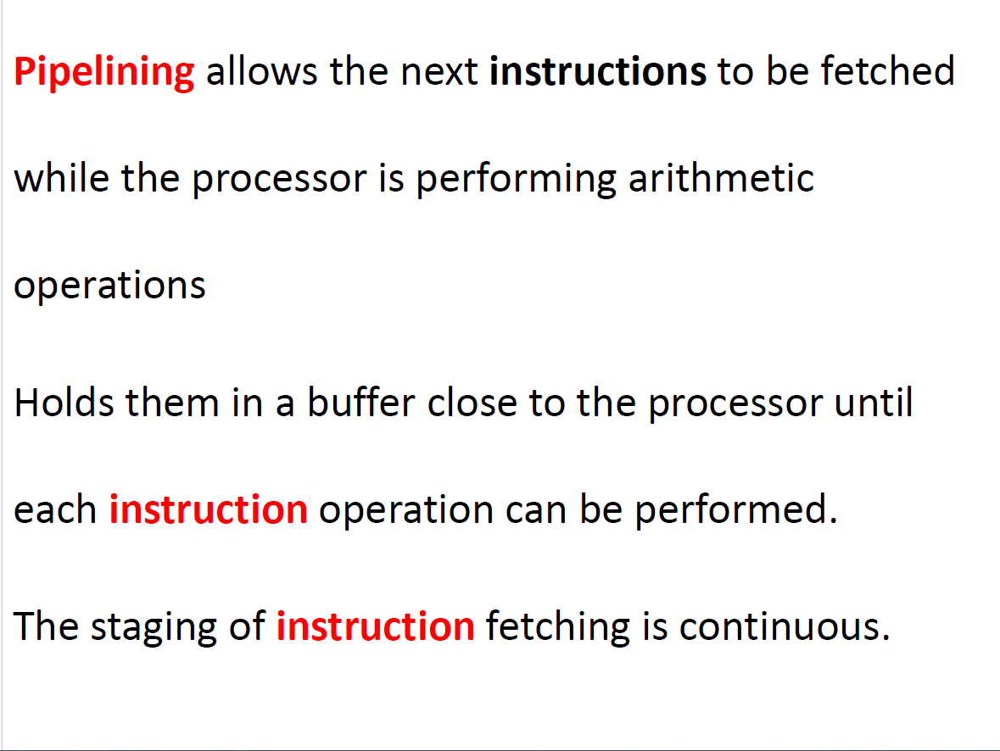 Pipelining allows the next instructions to be fetched
while the processor is performing arithmetic
operations
Holds them in a buffer close to the processor until
each instruction operation can be performed.
The staging of instruction fetching is continuous.